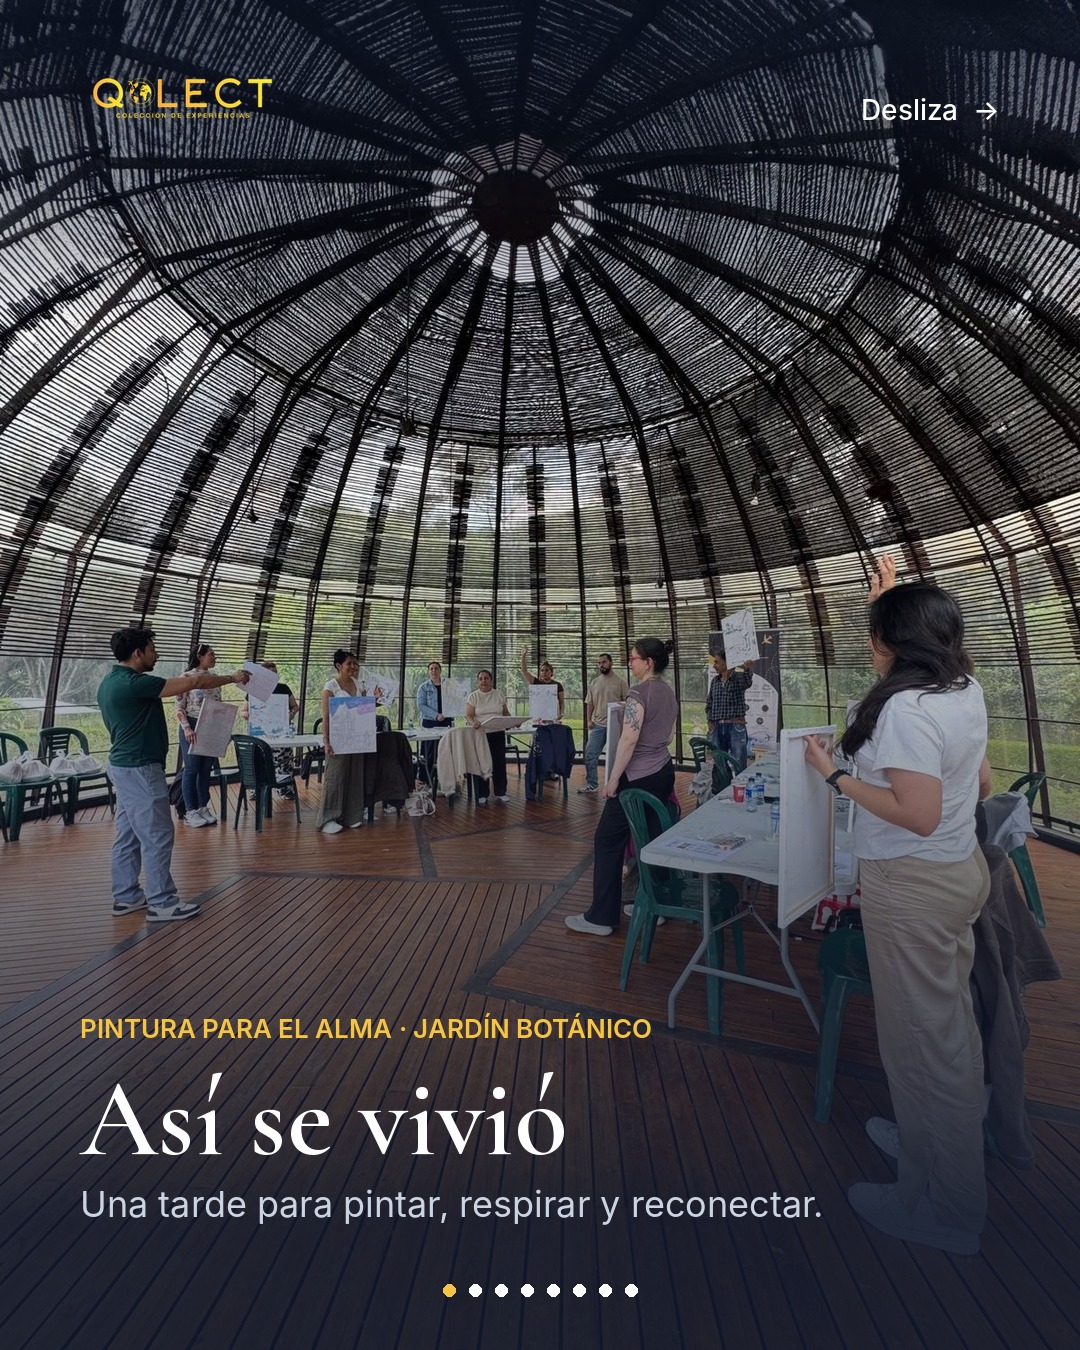 QOLECT
COLECCIÓN DE EXPERIENCIAS
Desliza →
PINTURA PARA EL ALMA · JARDÍN BOTÁNICO
Así se vivió
Una tarde para pintar, respirar y reconectar.